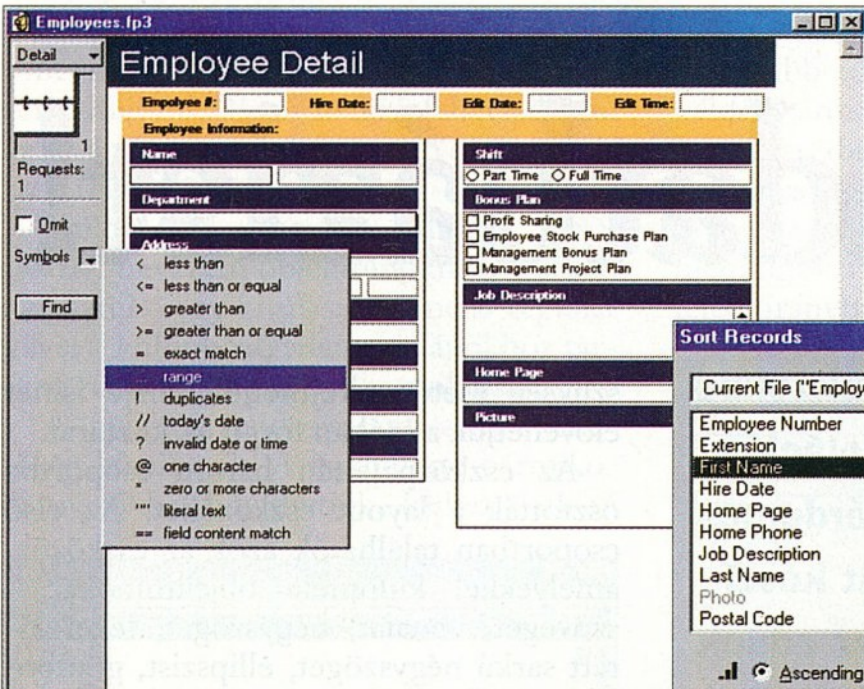 Employees.fp3
Detail
Employee Detail
Empolyee #:
Hire Date:
Edit Date:
Edit Time:
Employee Information:
1
Requests:
1
Omit
Symbols
Find
Name
Department
Address
< less than
<= less than or equal
> greater than
>= greater than or equal
= exact match
... range
! duplicates
// today's date
? invalid date or time
@ one character
* zero or more characters
"" literal text
== field content match
Shift
Part Time
Full Time
Bonus Plan
Profit Sharing
Employee Stock Purchase Plan
Management Bonus Plan
Management Project Plan
Job Description
Home Page
Picture
Sort Records
Current File ("Employ
Employee Number
Extension
First Name
Hire Date
Home Page
Home Phone
Job Description
Last Name
Photo
Postal Code
Ascending